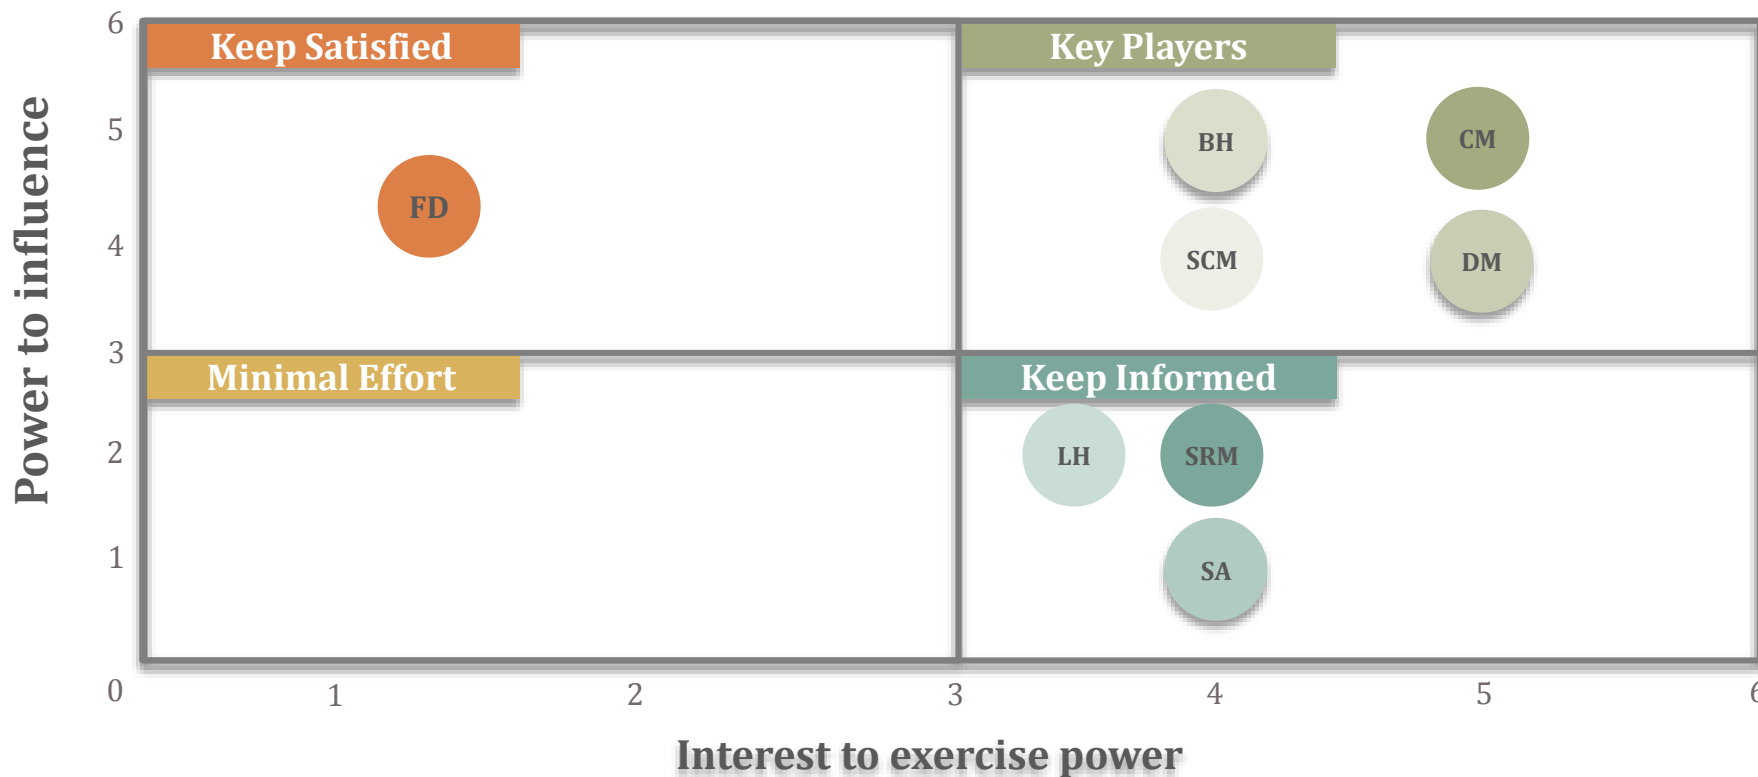 6
Keep Satisfied
Key Players
5
BH
CM
FD
4
SCM
DM
Power to influence
3
Minimal Effort
Keep Informed
2
LH
SRM
1
SA
0
1
2
3
4
5
6
Interest to exercise power